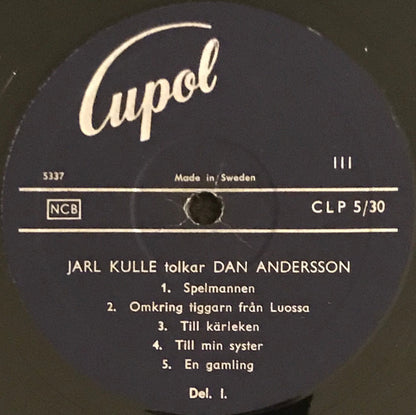 Cupol
III
5337
Made in Sweden
NCB
CLP 5/30
JARL KULLE tolkar DAN ANDERSSON
1. Spelmannen
2. Omkring tiggarn från Luossa
3. Till kärleken
4. Till min syster
5. En gamling
Del. 1.